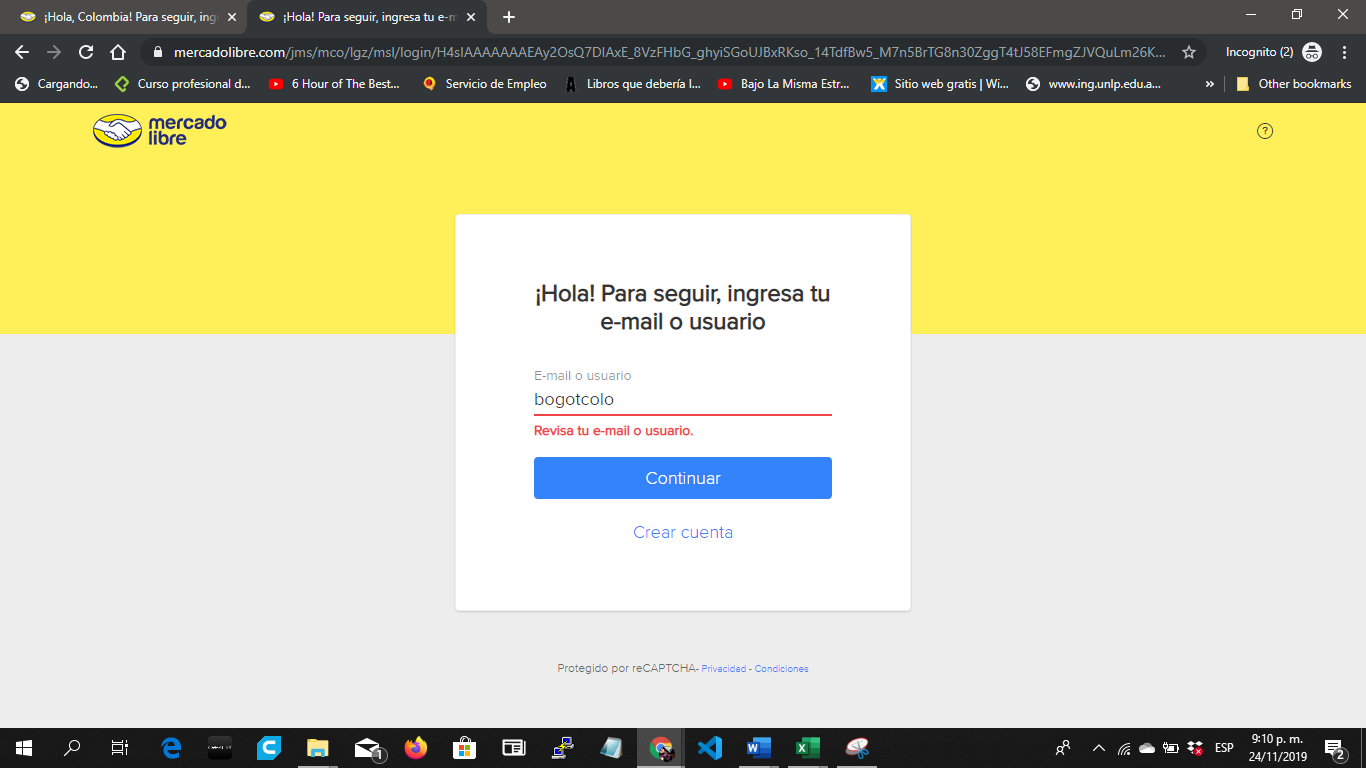 ¡Hola, Colombia! Para seguir, ing
¡Hola! Para seguir, ingresa tu e-m
mercadolibre.com/jms/mco/lgz/msl/login/H4sIAAAAAAAEAy2OsQ7DIAxE_8VzFHbG_ghyiSGoUJBxRKso_14TdfBw5_M7n5BrTG8n30ZggT4tJ58EFmgZJVQuLm26K...
Incognito (2)
Cargando...
Curso profesional d...
6 Hour of The Best...
Servicio de Empleo
Libros que debería l...
Bajo La Misma Estr...
Sitio web gratis | Wi...
www.ing.unlp.edu.a...
»
Other bookmarks
mercado
libre
?
¡Hola! Para seguir, ingresa tu
e-mail o usuario
E-mail o usuario
bogotcolo
Revisa tu e-mail o usuario.
Continuar
Crear cuenta
Protegido por reCAPTCHA- Privacidad - Condiciones
1
ESP
9:10 p. m.
24/11/2019
2